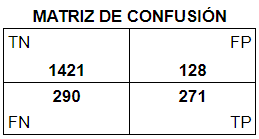 MATRIZ DE CONFUSIÓN
TN FP
1421 128
290 271
FN TP